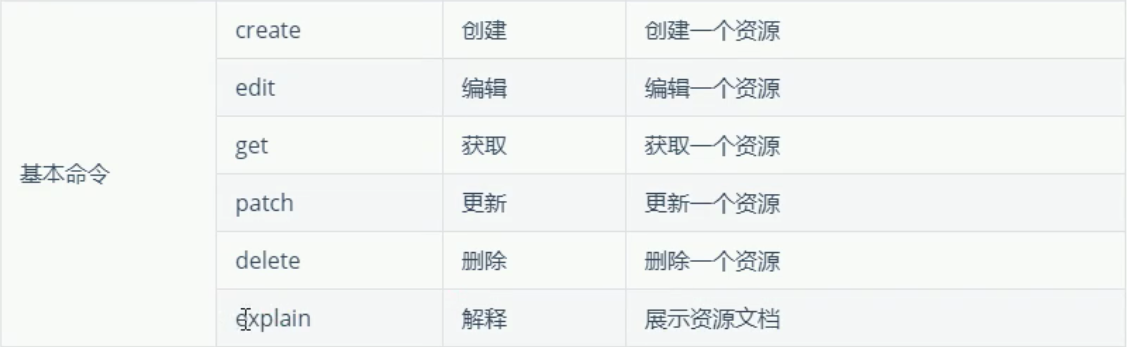 基本命令
create 创建 创建一个资源
edit 编辑 编辑一个资源
get 获取 获取一个资源
patch 更新 更新一个资源
delete 删除 删除一个资源
explain 解释 展示资源文档